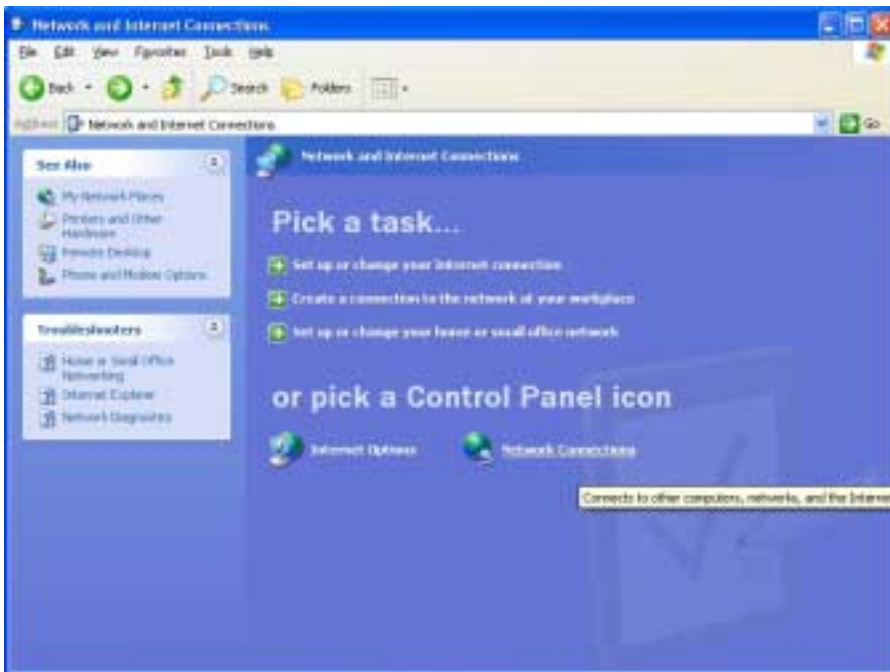 Network and Internet Connections
File Edit View Favorites Tools Help
Back Search Folders
Address Network and Internet Connections Go
See Also
My Network Places
Printers and Other
Hardware
Remote Desktop
Phone and Modem Options
Troubleshooters
Home or Small Office
Networking
Internet Explorer
Network Diagnostics
Network and Internet Connections
Pick a task...
Set up or change your Internet connection
Create a connection to the network at your workplace
Set up or change your home or small office network
or pick a Control Panel icon
Internet Options Network Connections
Connects to other computers, networks, and the Interne